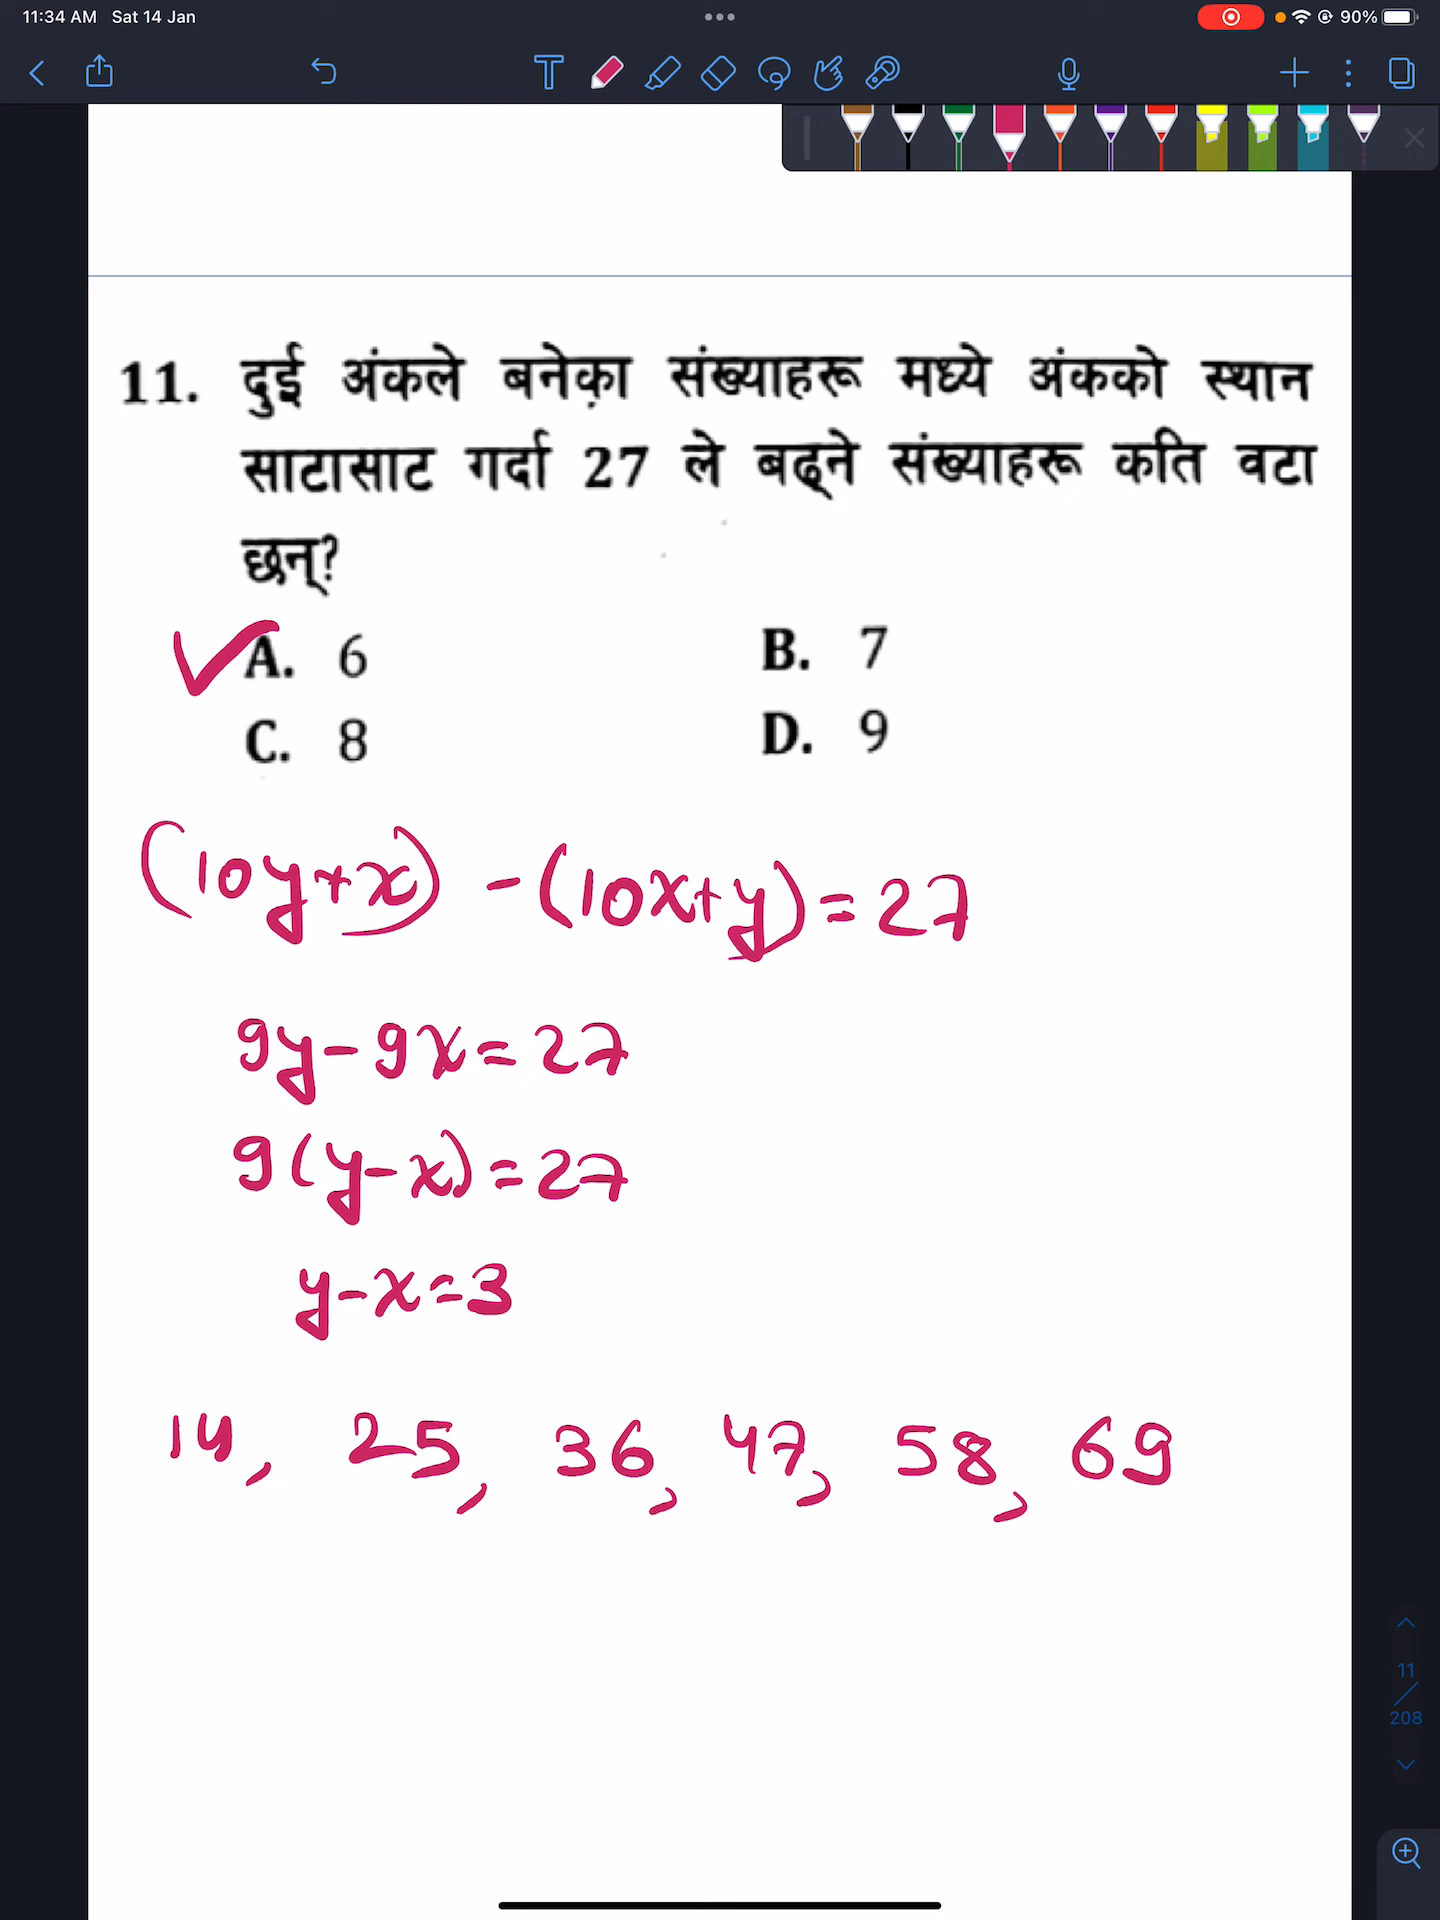 11:34 AM Sat 14 Jan
90%
11. दुई अंकले बनेका संख्याहरू मध्ये अंकको स्थान
साटासाट गर्दा 27 ले बढ्ने संख्याहरू कति वटा
छन्?
A. 6
B. 7
C. 8
D. 9
(10y+x) - (10x+y) = 27
9y - 9x = 27
9(y-x) = 27
y-x=3
14, 25, 36, 47, 58, 69
11
208